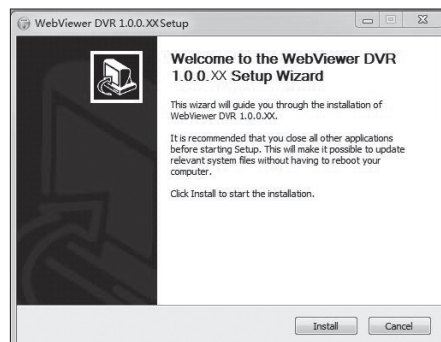 WebViewer DVR 1.0.0.XX Setup
Welcome to the WebViewer DVR
1.0.0.XX Setup Wizard
This wizard will guide you through the installation of
WebViewer DVR 1.0.0.XX.
It is recommended that you close all other applications
before starting Setup. This will make it possible to update
relevant system files without having to reboot your
computer.
Click Install to start the installation.
Install
Cancel